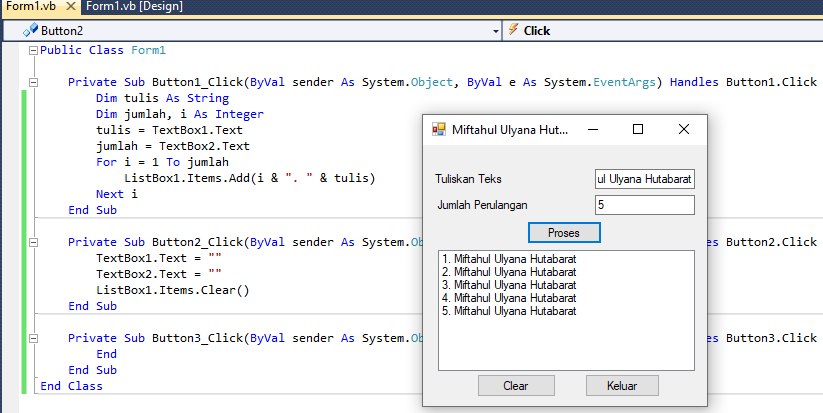 Form1.vb Form1.vb [Design]
Button2 Click
Public Class Form1
Private Sub Button1_Click(ByVal sender As System.Object, ByVal e As System.EventArgs) Handles Button1.Click
Dim tulis As String
Dim jumlah, i As Integer
tulis = TextBox1.Text
jumlah = TextBox2.Text
For i = 1 To jumlah
ListBox1.Items.Add(i & ". " & tulis)
Next i
End Sub
Private Sub Button2_Click(ByVal sender As System.Ob es Button2.Click
TextBox1.Text = ""
TextBox2.Text = ""
ListBox1.Items.Clear()
End Sub
Private Sub Button3_Click(ByVal sender As System.Ob es Button3.Click
End
End Sub
End Class
Miftahul Ulyana Hut...
Tuliskan Teks ul Ulyana Hutabarat
Jumlah Perulangan 5
Proses
1. Miftahul Ulyana Hutabarat
2. Miftahul Ulyana Hutabarat
3. Miftahul Ulyana Hutabarat
4. Miftahul Ulyana Hutabarat
5. Miftahul Ulyana Hutabarat
Clear Keluar